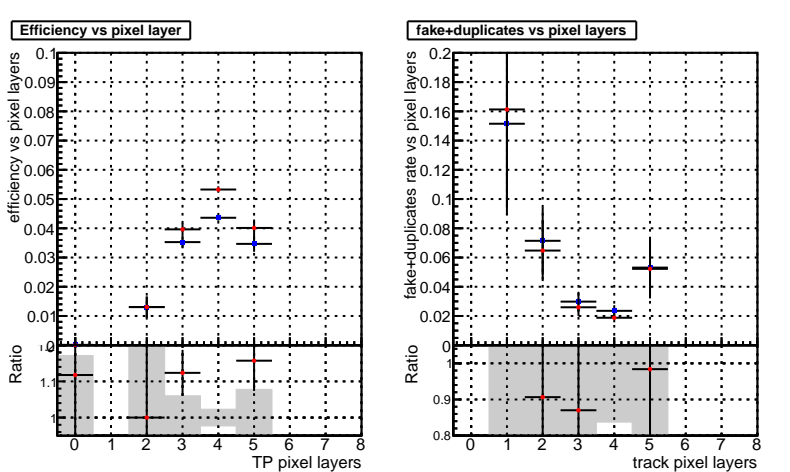 Efficiency vs pixel layer
efficiency vs pixel layers
0.1
0.09
0.08
0.07
0.06
0.05
0.04
0.03
0.02
0.01
0
Ratio
1.1
1
0 1 2 3 4 5 6 7 8
TP pixel layers
fake+duplicates vs pixel layers
fake+duplicates rate vs pixel layers
0.2
0.18
0.16
0.14
0.12
0.1
0.08
0.06
0.04
0.02
0
Ratio
1
0.9
0.8
0 1 2 3 4 5 6 7 8
track pixel layers